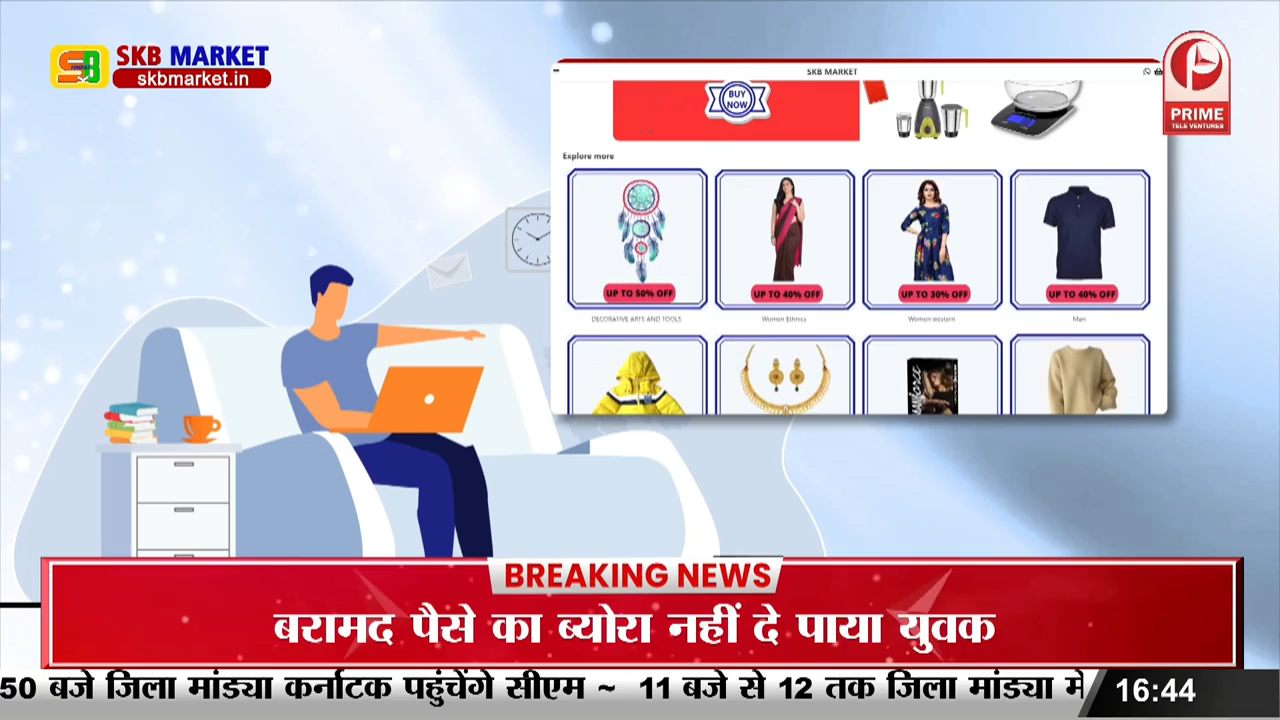 SKB MARKET
skbmarket.in
SKB MARKET
PRIME
TELE VENTURES
BUY
NOW
Explore more
UP TO 50% OFF
UP TO 40% OFF
UP TO 30% OFF
UP TO 40% OFF
DECORATIVE ARTS AND TOOLS
Women Ethnics
Women western
Man
BREAKING NEWS
बरामद पैसे का ब्योरा नहीं दे पाया युवक
50 बजे जिला मांड्या कर्नाटक पहुंचेंगे सीएम ~ 11 बजे से 12 तक जिला मांड्या में
16:44